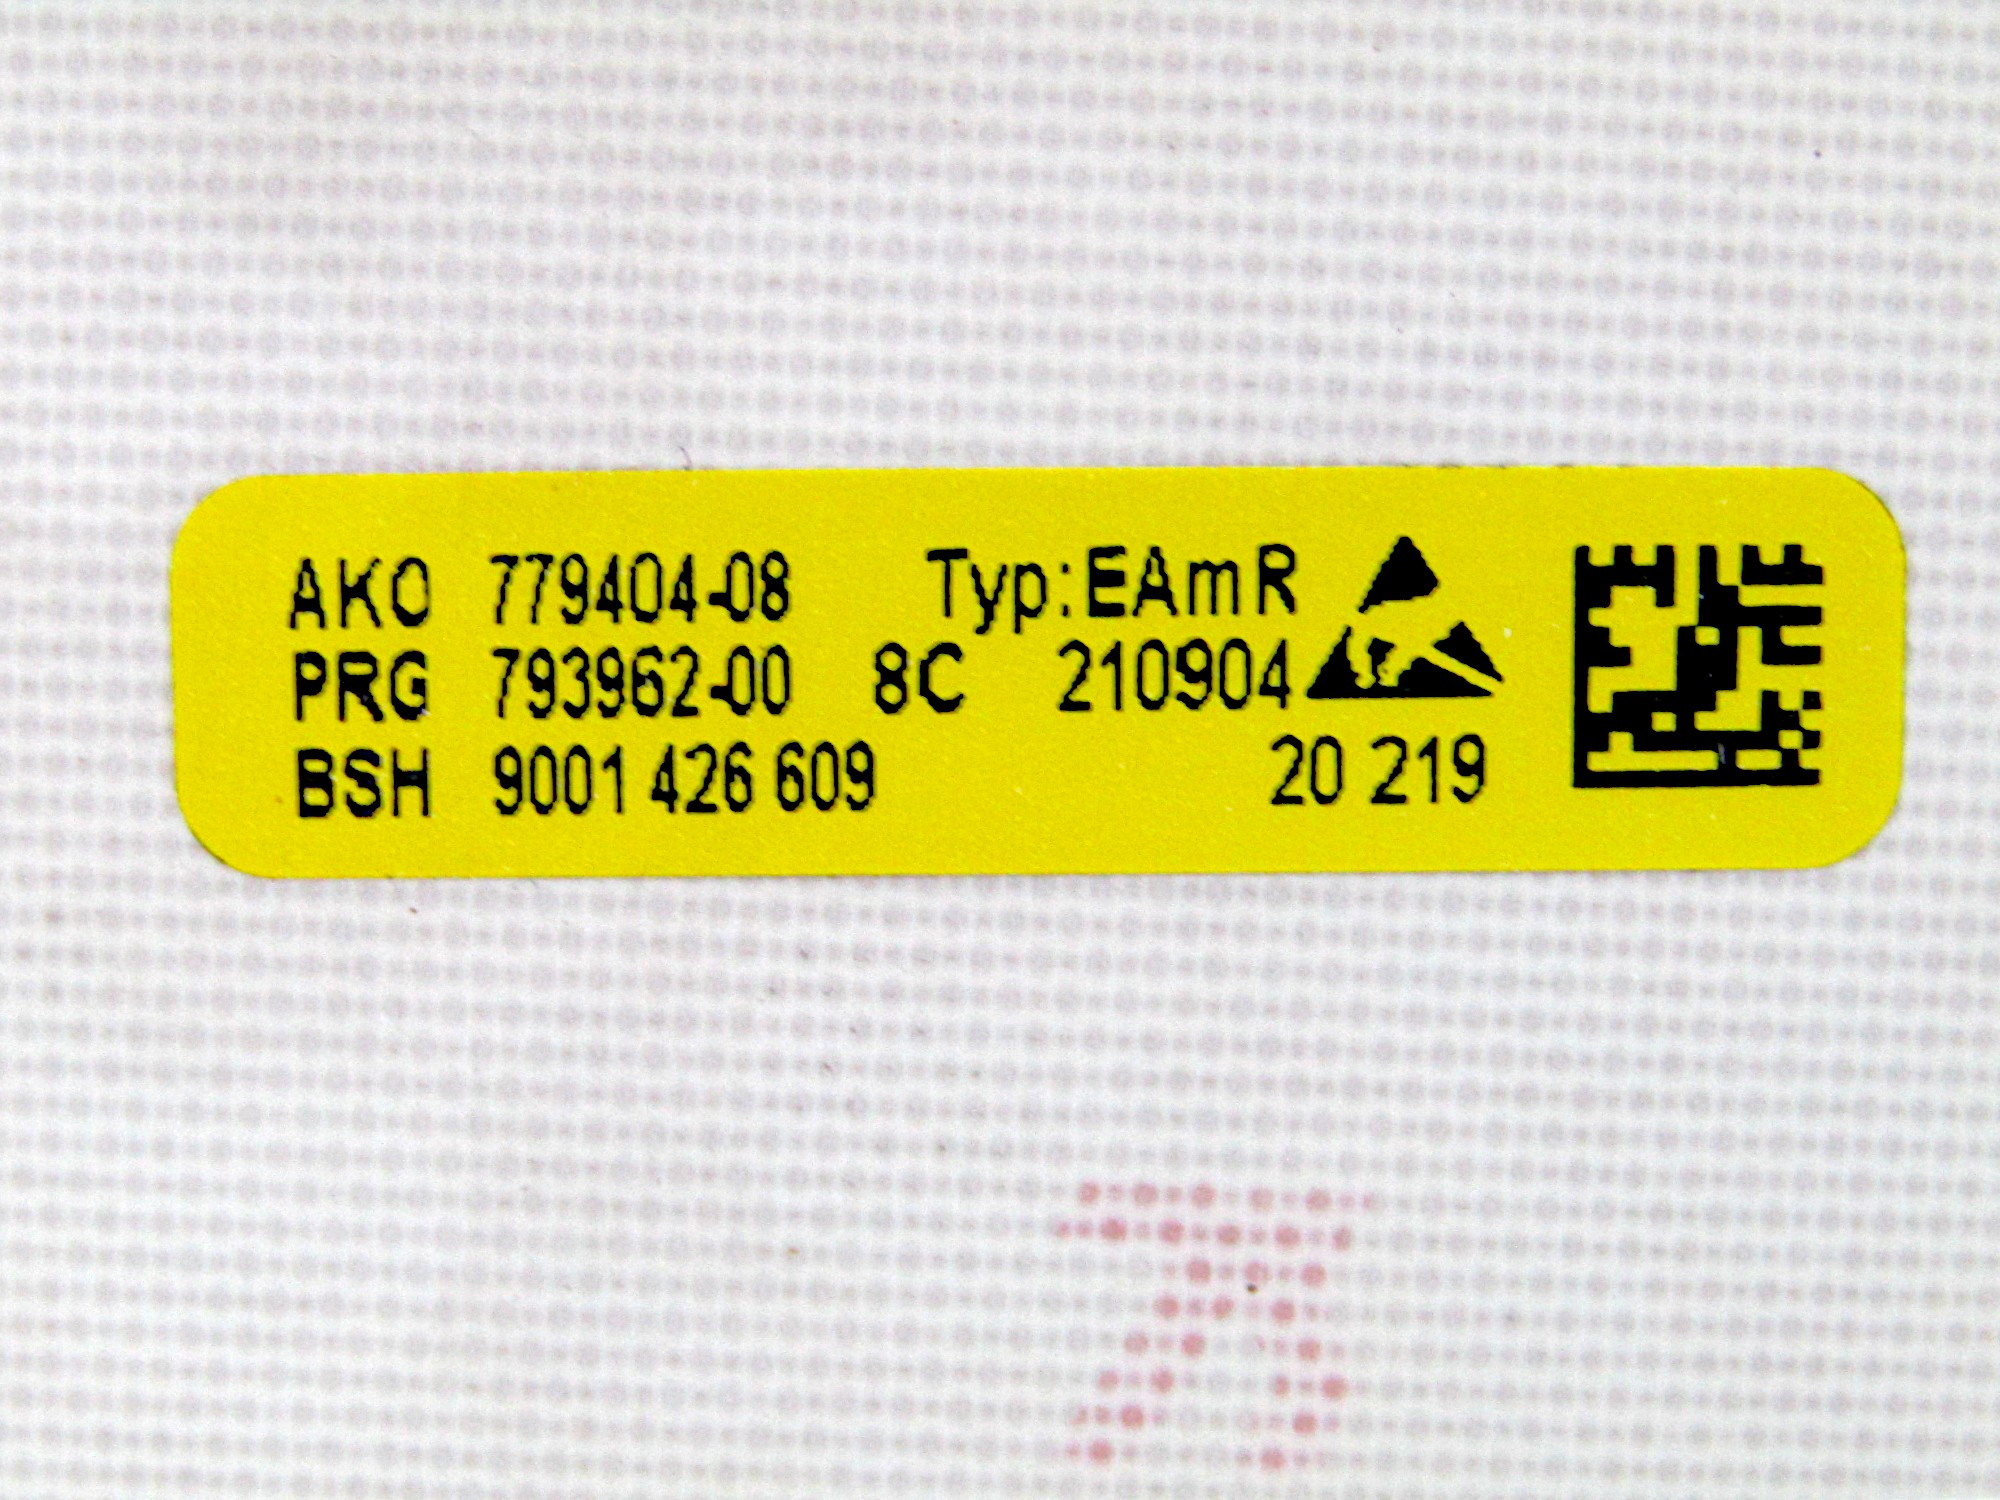 AKO 779404-08 Typ:EAmR
PRG 793962-00 8C 210904
BSH 9001 426 609 20 219